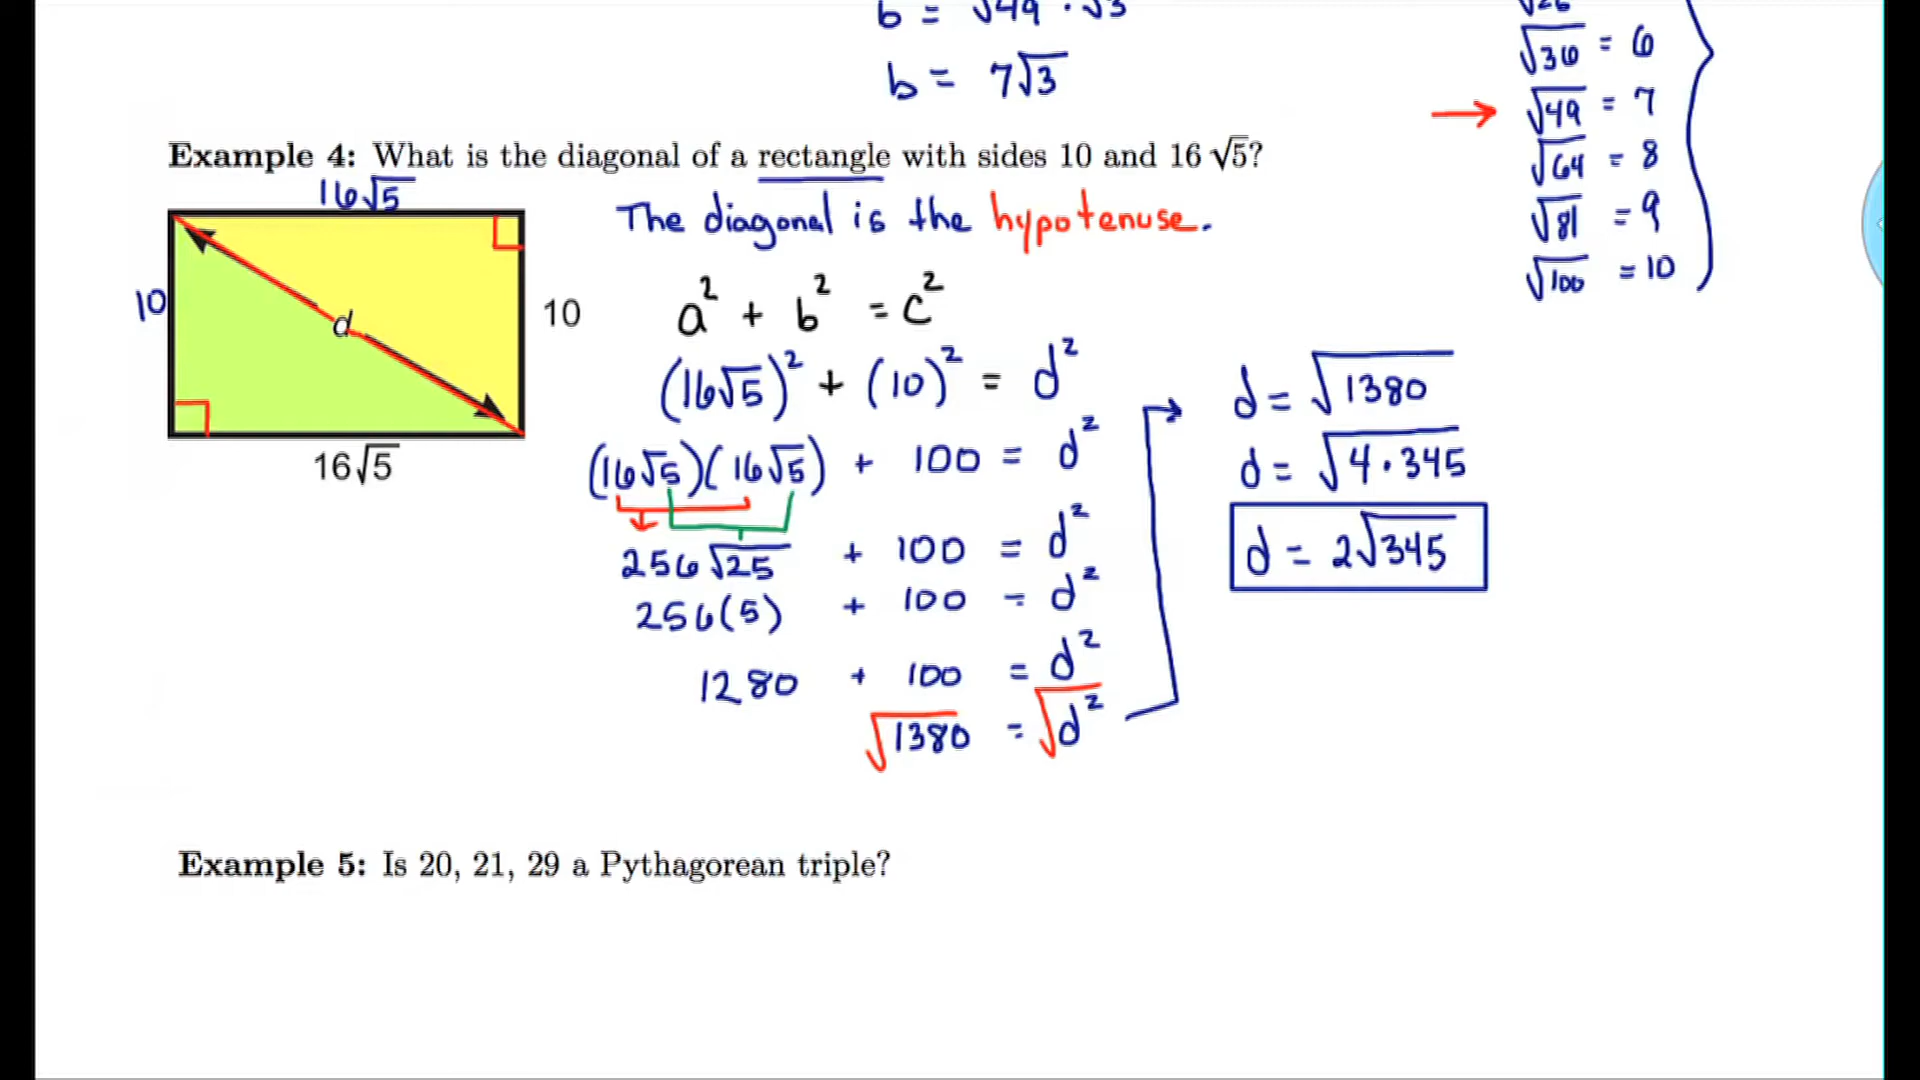 b = √49 · √3
b = 7√3
√36 = 6
√49 = 7
√64 = 8
√81 = 9
√100 = 10
Example 4: What is the diagonal of a rectangle with sides 10 and 16 √5?
16√5
10
d
10
16√5
The diagonal is the hypotenuse.
a² + b² = c²
(16√5)² + (10)² = d²
(16√5)(16√5) + 100 = d²
256√25 + 100 = d²
256(5) + 100 = d²
1280 + 100 = d²
√1380 = √d²
d = √1380
d = √4·345
d = 2√345
Example 5: Is 20, 21, 29 a Pythagorean triple?